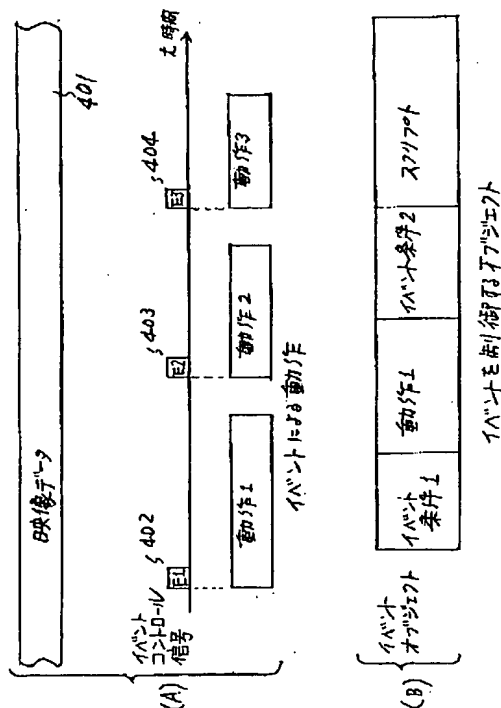 (A)
映像データ
401
イベント
コントロール
信号
E1
402
E2
403
E3
404
t 時間
動作1
動作2
動作3
イベントによる動作
(B)
イベント
オブジェクト
イベント
条件1
動作1
イベント条件2
スクリプト
イベントを制御するオブジェクト